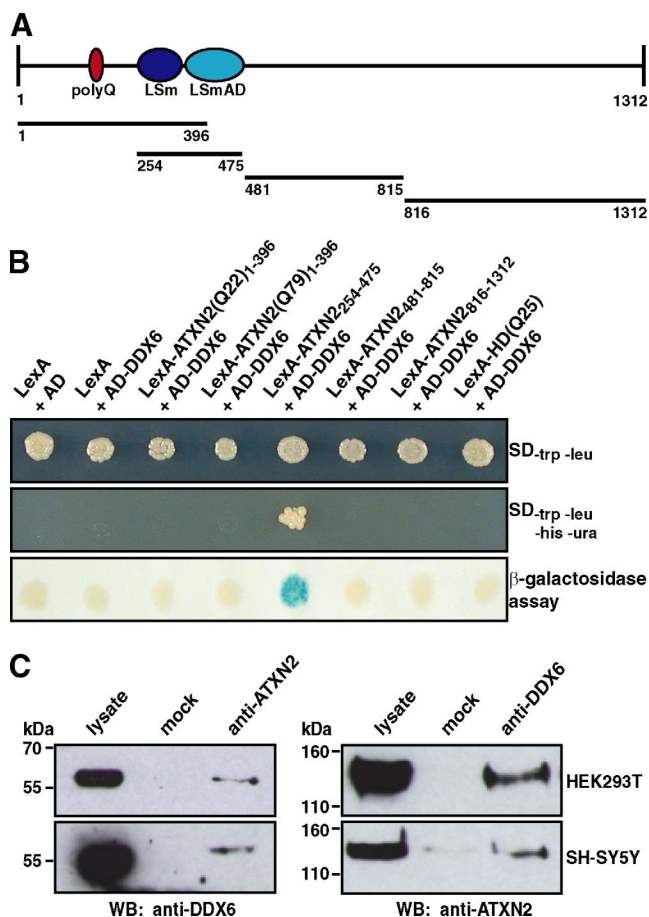 A
polyQ LSm LSmAD
1 1312
1 396
254 475
481 815
816 1312
B
LexA + AD
LexA + AD-DDX6
LexA-ATXN2(Q22)1-396 + AD-DDX6
LexA-ATXN2(Q79)1-396 + AD-DDX6
LexA-ATXN2254-475 + AD-DDX6
LexA-ATXN2481-815 + AD-DDX6
LexA-ATXN2816-1312 + AD-DDX6
LexA-HD(Q25) + AD-DDX6
SD-trp -leu
SD-trp -leu
-his -ura
β-galactosidase
assay
C
kDa lysate mock anti-ATXN2
70
55
55
WB: anti-DDX6
kDa lysate mock anti-DDX6
160
110
HEK293T
160
110
SH-SY5Y
WB: anti-ATXN2